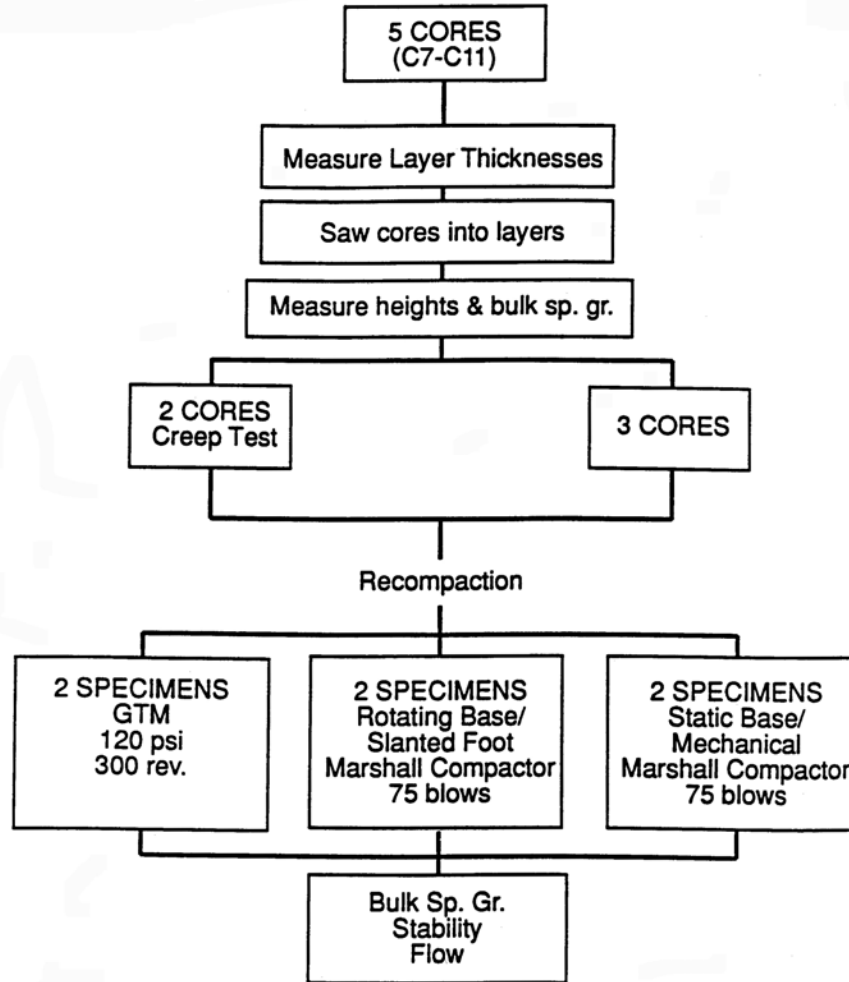 5 CORES
(C7-C11)
Measure Layer Thicknesses
Saw cores into layers
Measure heights & bulk sp. gr.
2 CORES
Creep Test
3 CORES
Recompaction
2 SPECIMENS
GTM
120 psi
300 rev.
2 SPECIMENS
Rotating Base/
Slanted Foot
Marshall Compactor
75 blows
2 SPECIMENS
Static Base/
Mechanical
Marshall Compactor
75 blows
Bulk Sp. Gr.
Stability
Flow